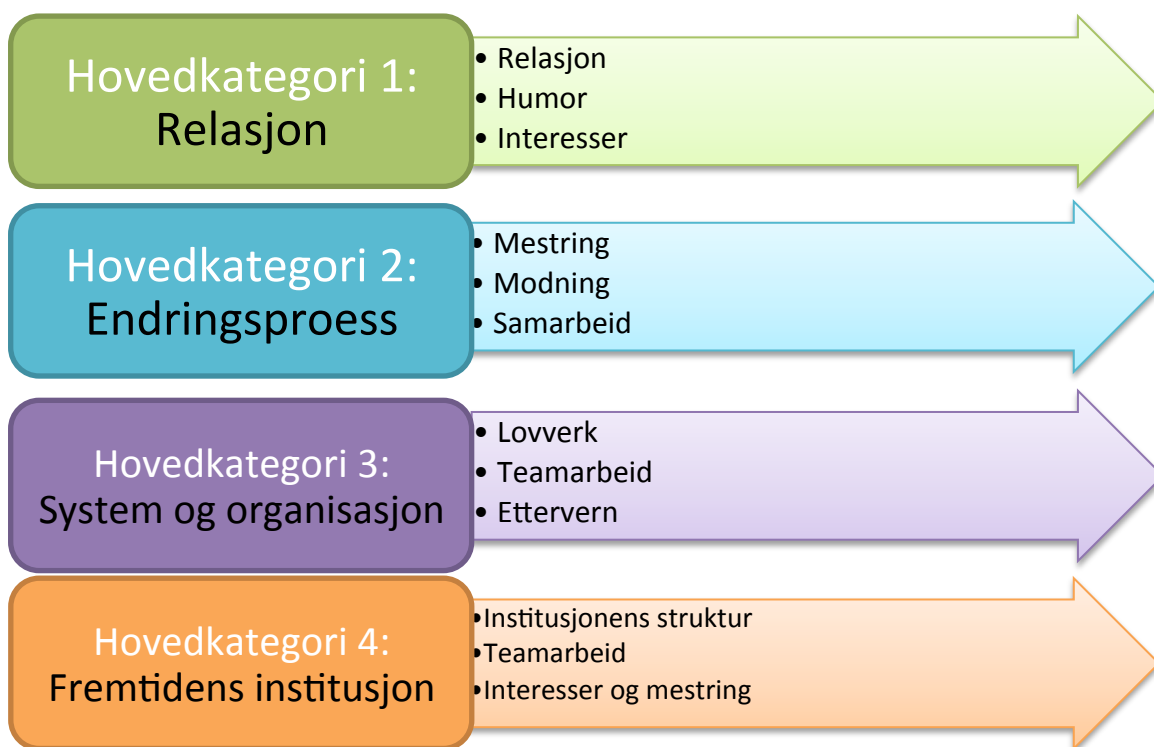 Hovedkategori 1:
Relasjon
• Relasjon
• Humor
• Interesser
Hovedkategori 2:
Endringsproess
• Mestring
• Modning
• Samarbeid
Hovedkategori 3:
System og organisasjon
• Lovverk
• Teamarbeid
• Ettervern
Hovedkategori 4:
Fremtidens institusjon
•Institusjonens struktur
•Teamarbeid
•Interesser og mestring